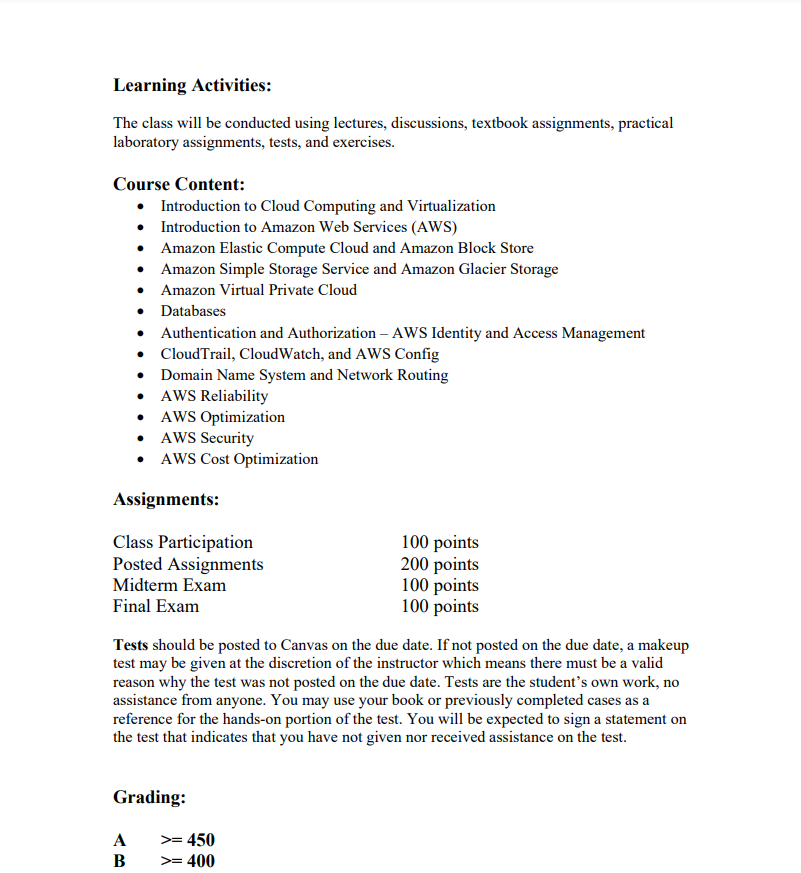 Learning Activities:
The class will be conducted using lectures, discussions, textbook assignments, practical
laboratory assignments, tests, and exercises.
Course Content:
• Introduction to Cloud Computing and Virtualization
• Introduction to Amazon Web Services (AWS)
• Amazon Elastic Compute Cloud and Amazon Block Store
• Amazon Simple Storage Service and Amazon Glacier Storage
• Amazon Virtual Private Cloud
• Databases
• Authentication and Authorization – AWS Identity and Access Management
• CloudTrail, CloudWatch, and AWS Config
• Domain Name System and Network Routing
• AWS Reliability
• AWS Optimization
• AWS Security
• AWS Cost Optimization
Assignments:
Class Participation 100 points
Posted Assignments 200 points
Midterm Exam 100 points
Final Exam 100 points
Tests should be posted to Canvas on the due date. If not posted on the due date, a makeup
test may be given at the discretion of the instructor which means there must be a valid
reason why the test was not posted on the due date. Tests are the student’s own work, no
assistance from anyone. You may use your book or previously completed cases as a
reference for the hands-on portion of the test. You will be expected to sign a statement on
the test that indicates that you have not given nor received assistance on the test.
Grading:
A >= 450
B >= 400